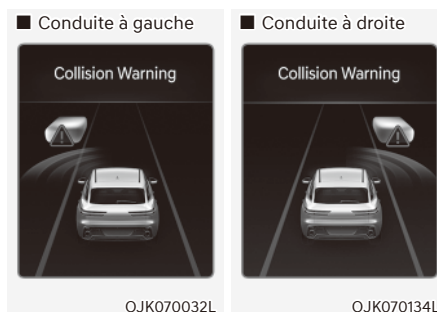 ■ Conduite à gauche
Collision Warning
OJK070032L
■ Conduite à droite
Collision Warning
OJK070134L